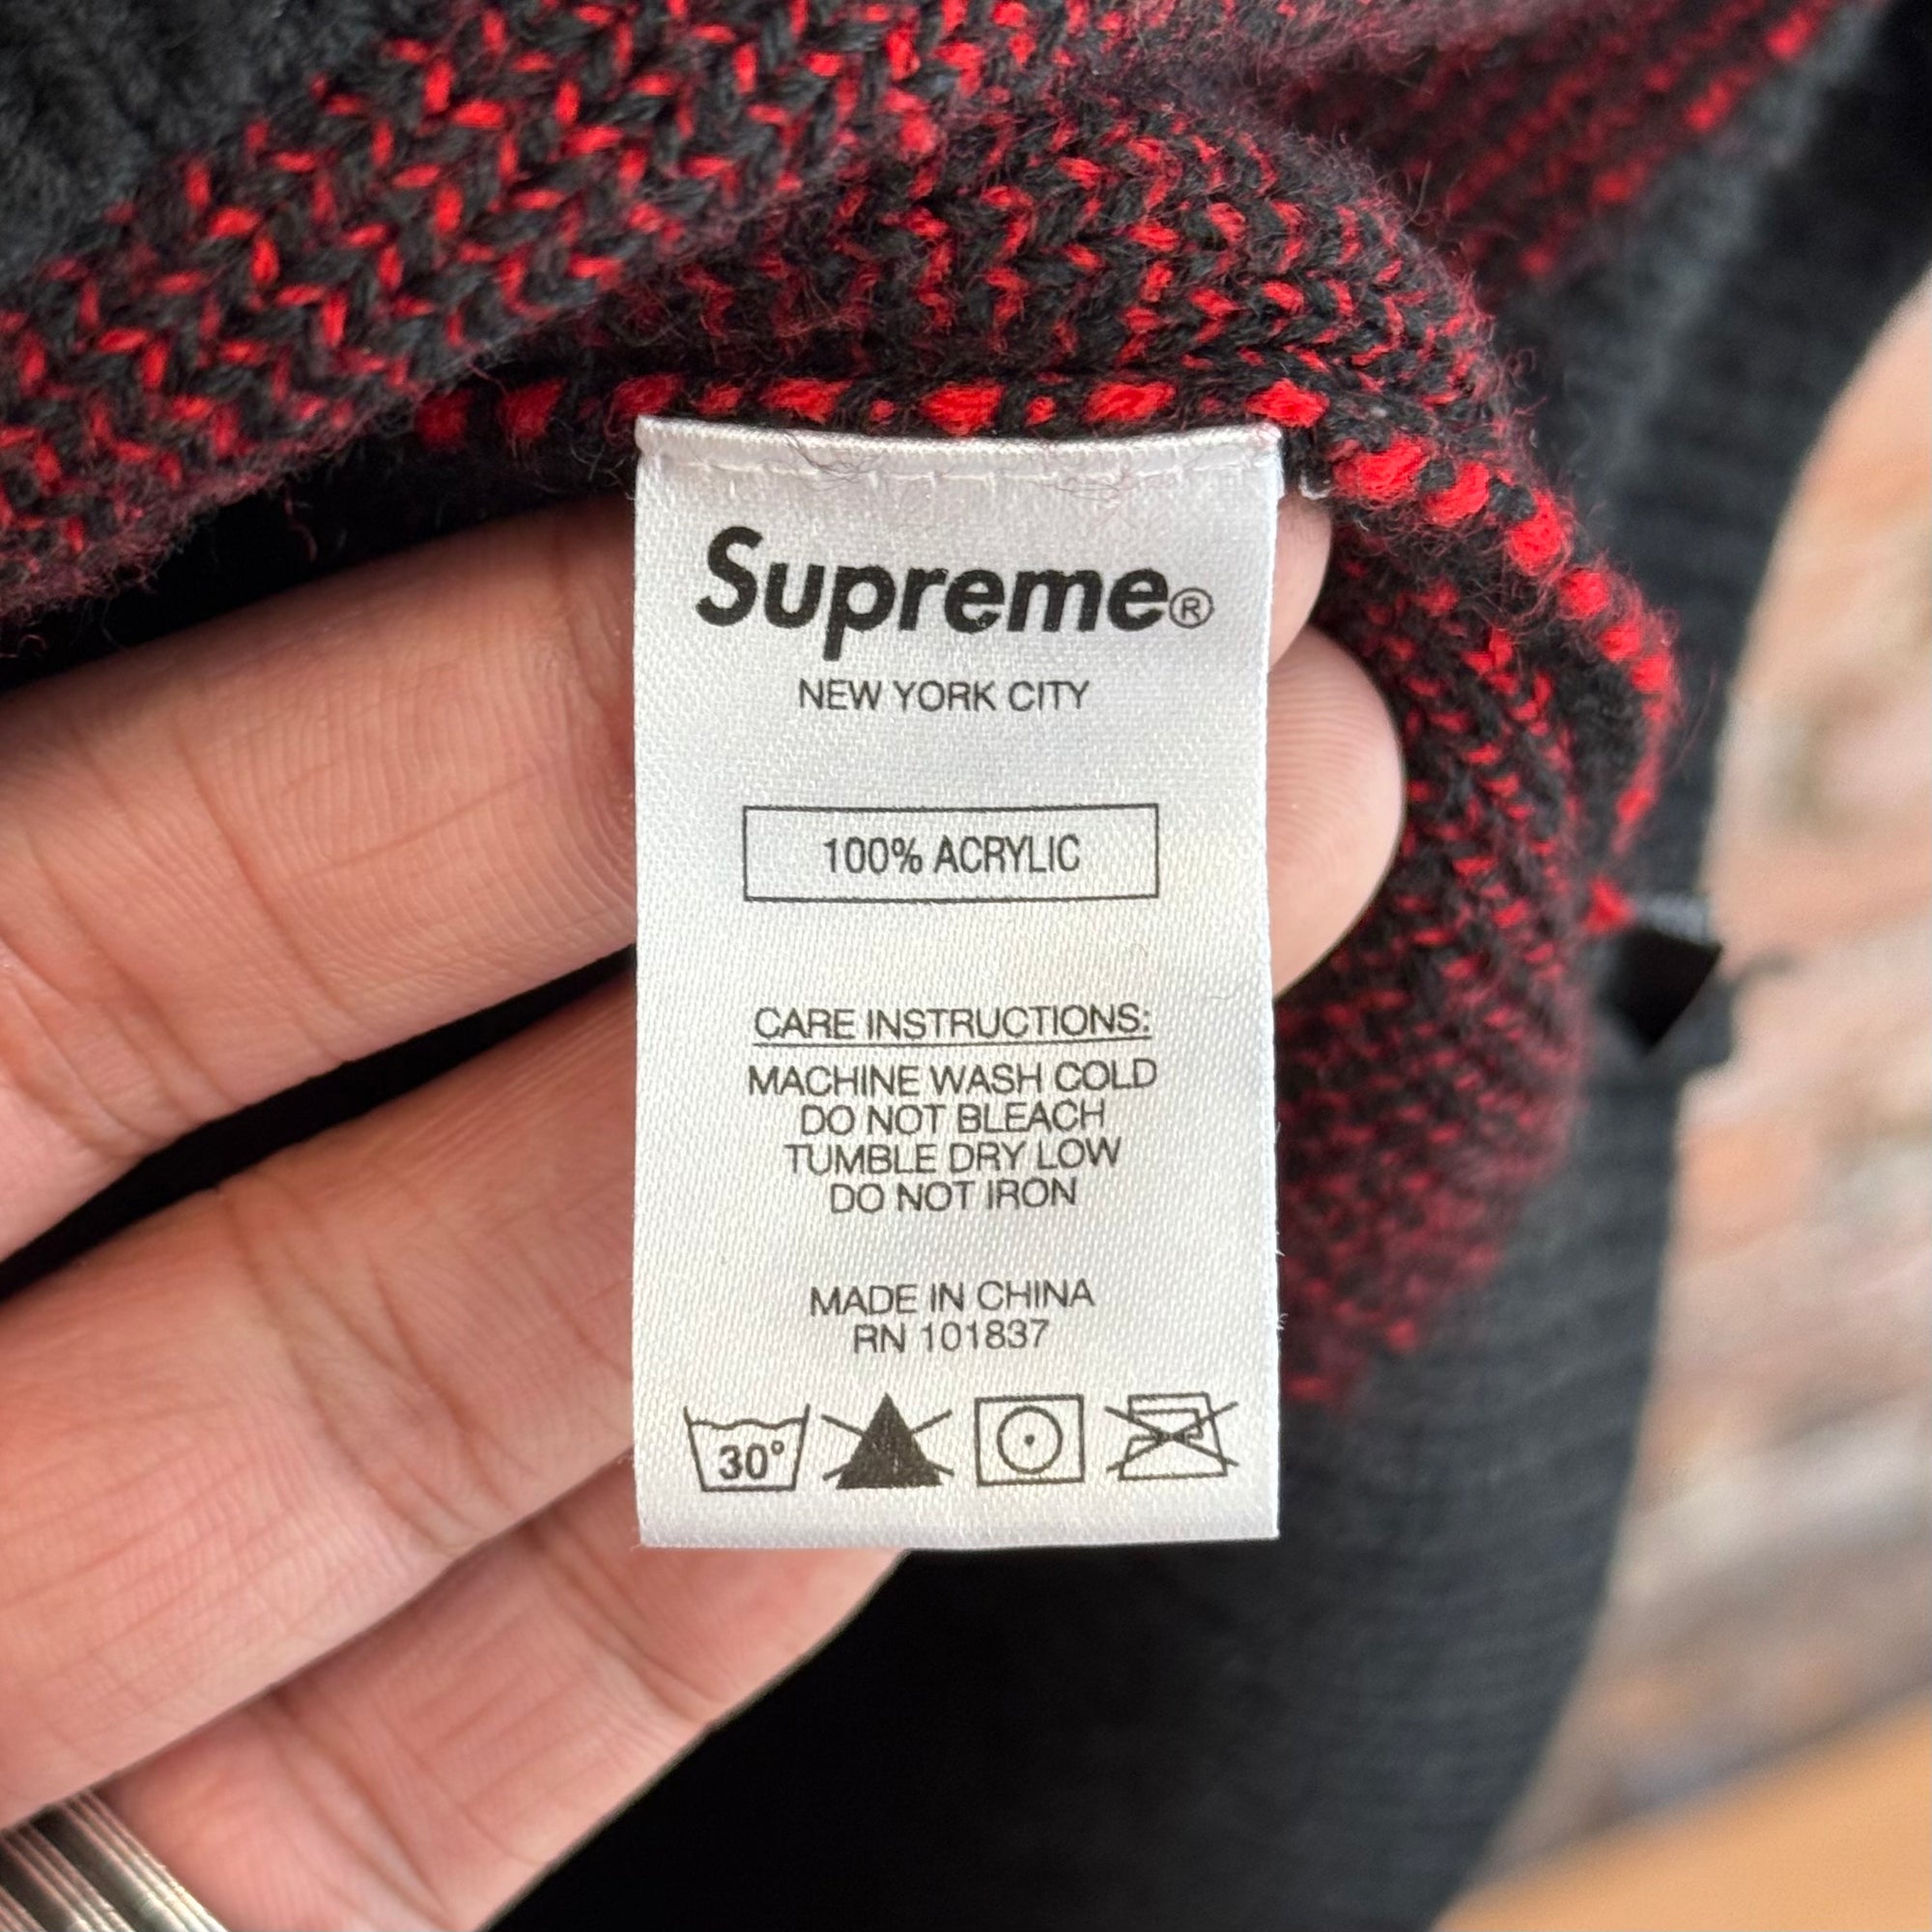 Supreme®
NEW YORK CITY
100% ACRYLIC
CARE INSTRUCTIONS:
MACHINE WASH COLD
DO NOT BLEACH
TUMBLE DRY LOW
DO NOT IRON
MADE IN CHINA
RN 101837
30°